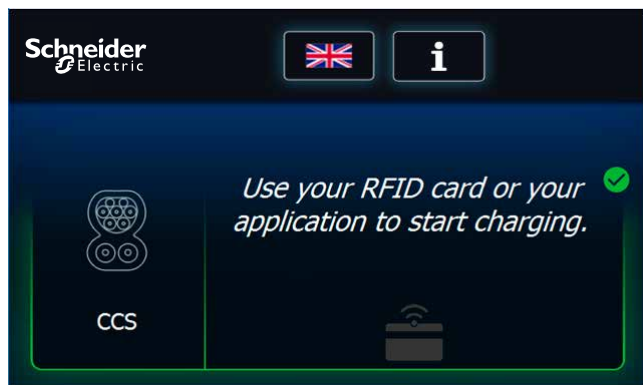 Schneider
Electric
i
Use your RFID card or your
application to start charging.
CCS